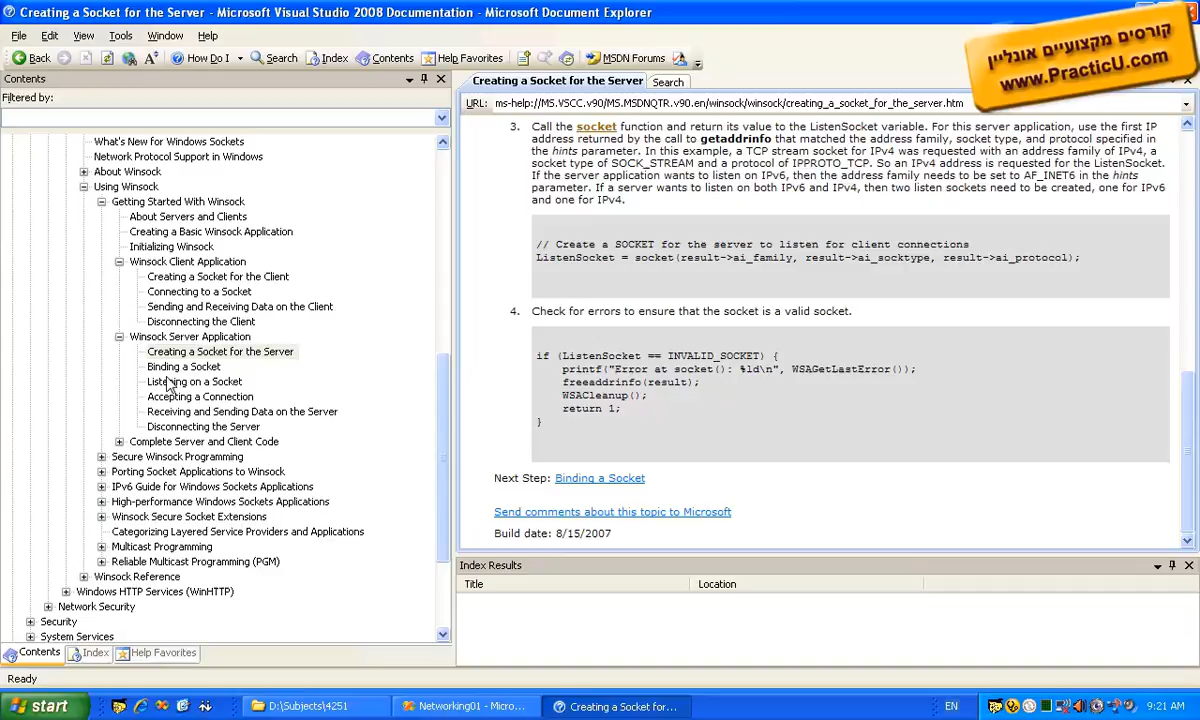 Creating a Socket for the Server - Microsoft Visual Studio 2008 Documentation - Microsoft Document Explorer
File Edit View Tools Window Help
Back How Do I Search Index Contents Help Favorites MSDN Forums
קורסים מקצועיים אונליין
www.PracticU.com
Contents
Filtered by:
What's New for Windows Sockets
Network Protocol Support in Windows
About Winsock
Using Winsock
Getting Started With Winsock
About Servers and Clients
Creating a Basic Winsock Application
Initializing Winsock
Winsock Client Application
Creating a Socket for the Client
Connecting to a Socket
Sending and Receiving Data on the Client
Disconnecting the Client
Winsock Server Application
Creating a Socket for the Server
Binding a Socket
Listening on a Socket
Accepting a Connection
Receiving and Sending Data on the Server
Disconnecting the Server
Complete Server and Client Code
Secure Winsock Programming
Porting Socket Applications to Winsock
IPv6 Guide for Windows Sockets Applications
High-performance Windows Sockets Applications
Winsock Secure Socket Extensions
Categorizing Layered Service Providers and Applications
Multicast Programming
Reliable Multicast Programming (PGM)
Winsock Reference
Windows HTTP Services (WinHTTP)
Network Security
Security
System Services
Contents Index Help Favorites
Creating a Socket for the Server Search
URL: ms-help://MS.VSCC.v90/MS.MSDNQTR.v90.en/winsock/winsock/creating_a_socket_for_the_server.htm
3. Call the socket function and return its value to the ListenSocket variable. For this server application, use the first IP
address returned by the call to getaddrinfo that matched the address family, socket type, and protocol specified in
the hints parameter. In this example, a TCP stream socket for IPv4 was requested with an address family of IPv4, a
socket type of SOCK_STREAM and a protocol of IPPROTO_TCP. So an IPv4 address is requested for the ListenSocket.
If the server application wants to listen on IPv6, then the address family needs to be set to AF_INET6 in the hints
parameter. If a server wants to listen on both IPv6 and IPv4, then two listen sockets need to be created, one for IPv6
and one for IPv4.
// Create a SOCKET for the server to listen for client connections
ListenSocket = socket(result->ai_family, result->ai_socktype, result->ai_protocol);
4. Check for errors to ensure that the socket is a valid socket.
if (ListenSocket == INVALID_SOCKET) {
printf("Error at socket(): %ld\n", WSAGetLastError());
freeaddrinfo(result);
WSACleanup();
return 1;
}
Next Step: Binding a Socket
Send comments about this topic to Microsoft
Build date: 8/15/2007
Index Results
Title Location
Ready
start D:\Subjects\4251 Networking01 - Micro... Creating a Socket for... EN 9:21 AM